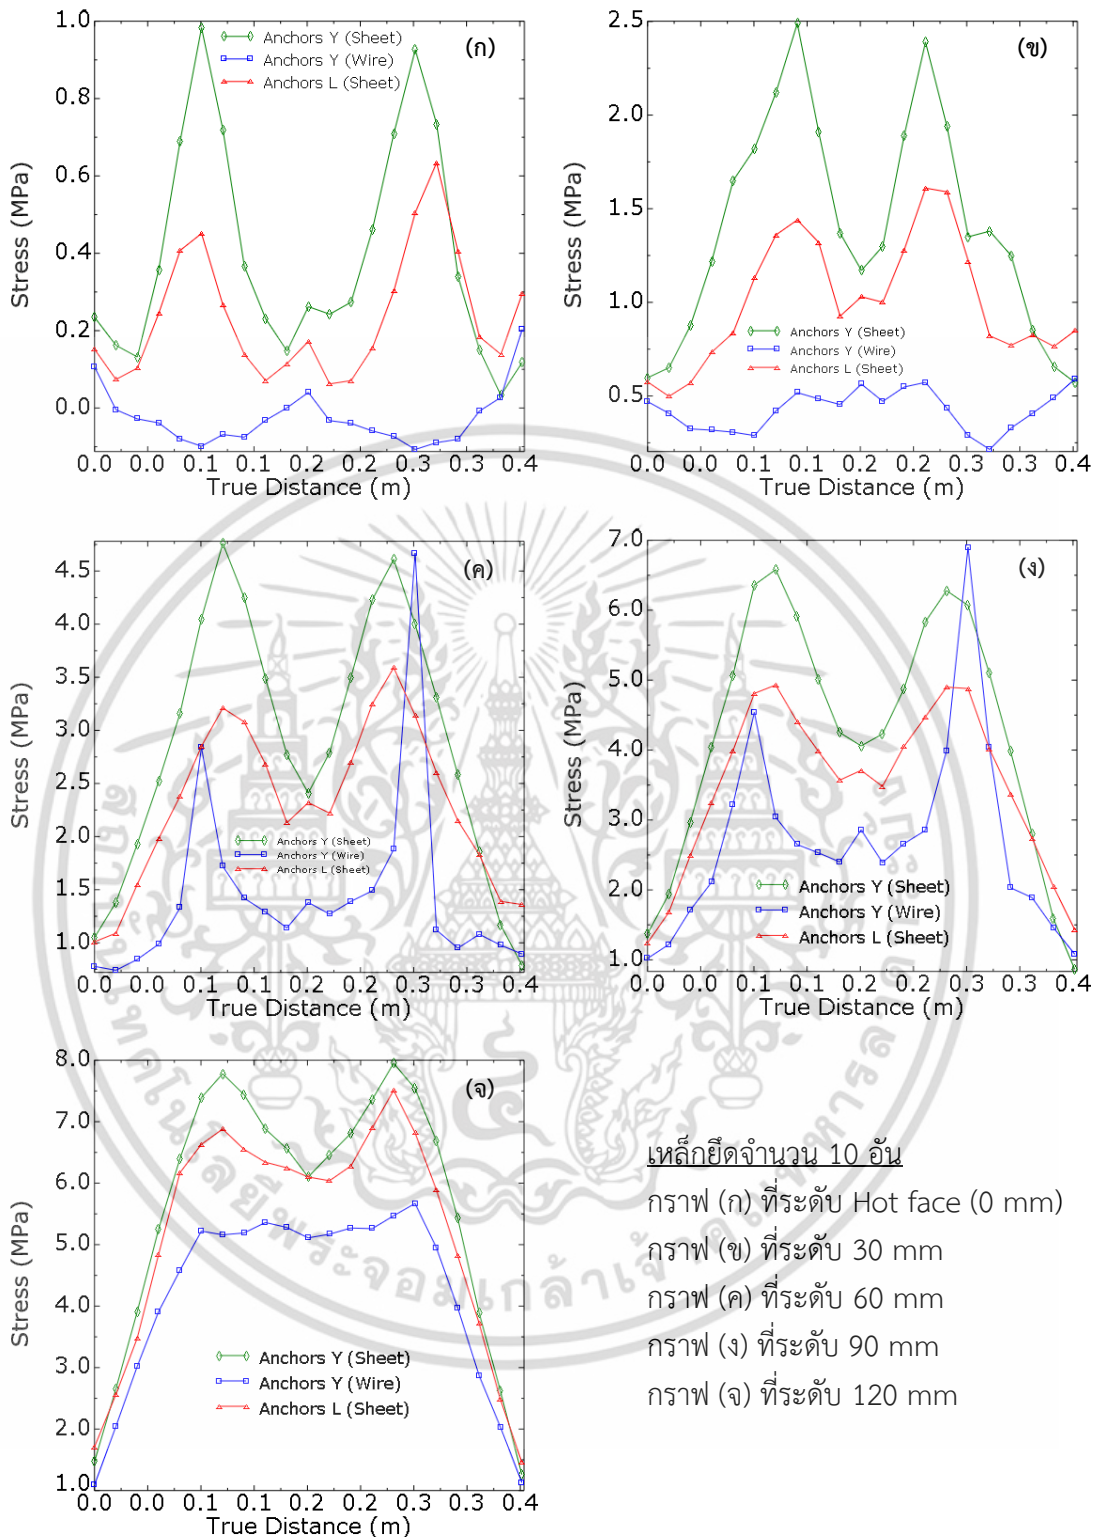 1.0
0.8
0.6
0.4
0.2
0.0
Stress (MPa)
Anchors Y (Sheet)
Anchors Y (Wire)
Anchors L (Sheet)
(ก)
0.0 0.0 0.1 0.1 0.2 0.2 0.3 0.3 0.4
True Distance (m)
2.5
2.0
1.5
1.0
0.5
Stress (MPa)
(ข)
Anchors Y (Sheet)
Anchors Y (Wire)
Anchors L (Sheet)
0.0 0.0 0.1 0.1 0.2 0.2 0.3 0.3 0.4
True Distance (m)
4.5
4.0
3.5
3.0
2.5
2.0
1.5
1.0
Stress (MPa)
(ค)
Anchors Y (Sheet)
Anchors Y (Wire)
Anchors L (Sheet)
0.0 0.0 0.1 0.1 0.2 0.2 0.3 0.3 0.4
True Distance (m)
7.0
6.0
5.0
4.0
3.0
2.0
1.0
Stress (MPa)
(ง)
Anchors Y (Sheet)
Anchors Y (Wire)
Anchors L (Sheet)
0.0 0.0 0.1 0.1 0.2 0.2 0.3 0.3 0.4
True Distance (m)
8.0
7.0
6.0
5.0
4.0
3.0
2.0
1.0
Stress (MPa)
(จ)
Anchors Y (Sheet)
Anchors Y (Wire)
Anchors L (Sheet)
0.0 0.0 0.1 0.1 0.2 0.2 0.3 0.3 0.4
True Distance (m)
เหล็กยึดจำนวน 10 อัน
กราฟ (ก) ที่ระดับ Hot face (0 mm)
กราฟ (ข) ที่ระดับ 30 mm
กราฟ (ค) ที่ระดับ 60 mm
กราฟ (ง) ที่ระดับ 90 mm
กราฟ (จ) ที่ระดับ 120 mm